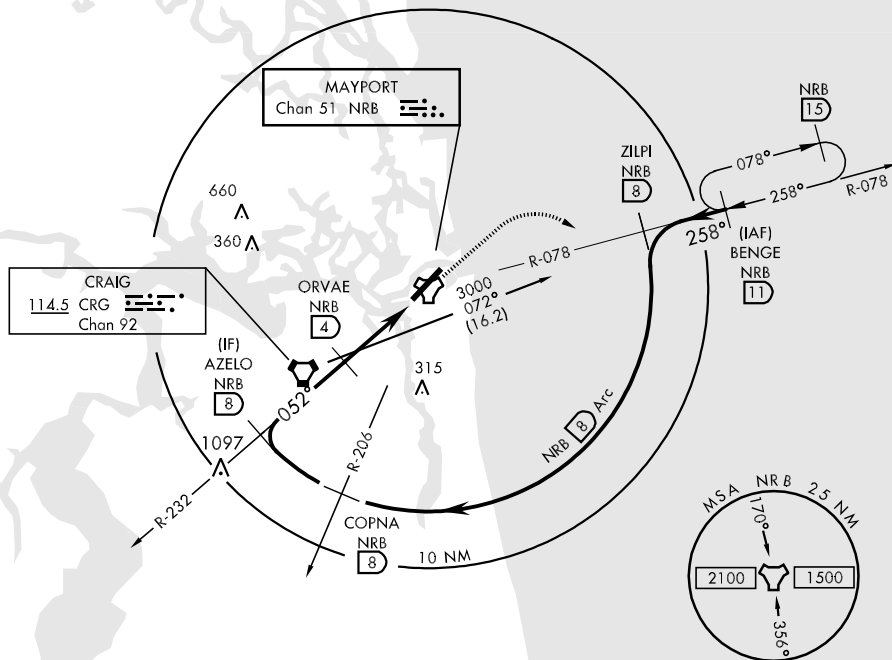 MAYPORT
Chan 51 NRB
NRB
15
ZILPI
NRB
8
078°
258°
R-078
660
360
258°
(IAF)
BENGE
NRB
11
R-078
3000
072°
(16.2)
CRAIG
114.5 CRG
Chan 92
ORVAE
NRB
4
(IF)
AZELO
NRB
8
052°
315
1097
R-206
NRB 8 Arc
R-232
COPNA
NRB
8
10 NM
MSA NRB 25 NM
170°
2100
1500
356°